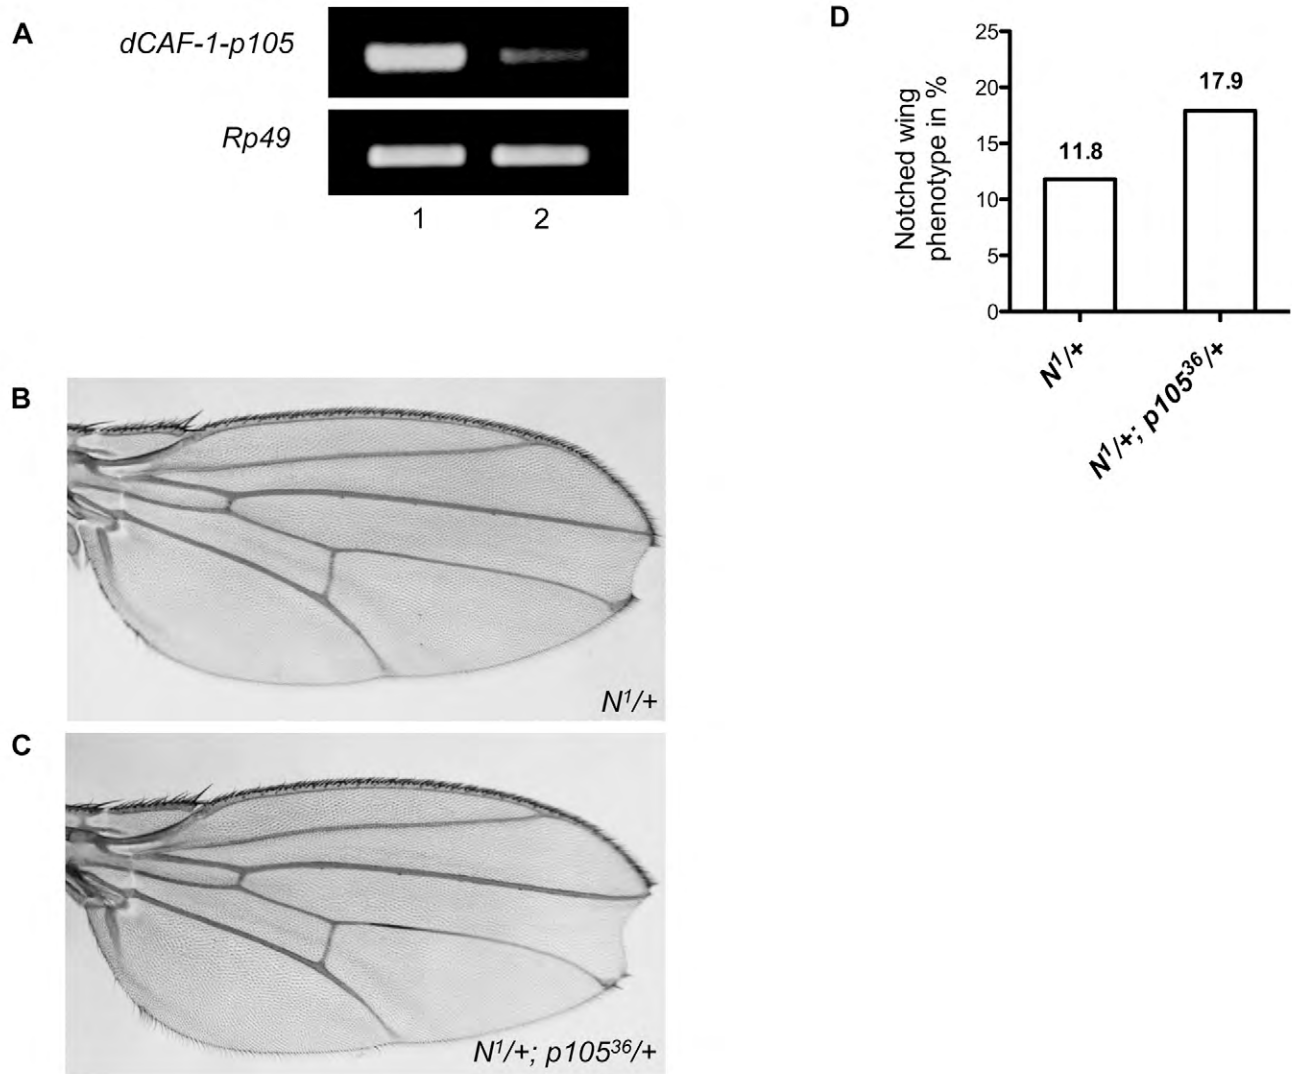 A
dCAF-1-p105
Rp49
1 2
B
N¹/+
C
N¹/+; p105³⁶/+
D
Notched wing
phenotype in %
25
20
15
10
5
0
11.8
17.9
N¹/+
N¹/+; p105³⁶/+